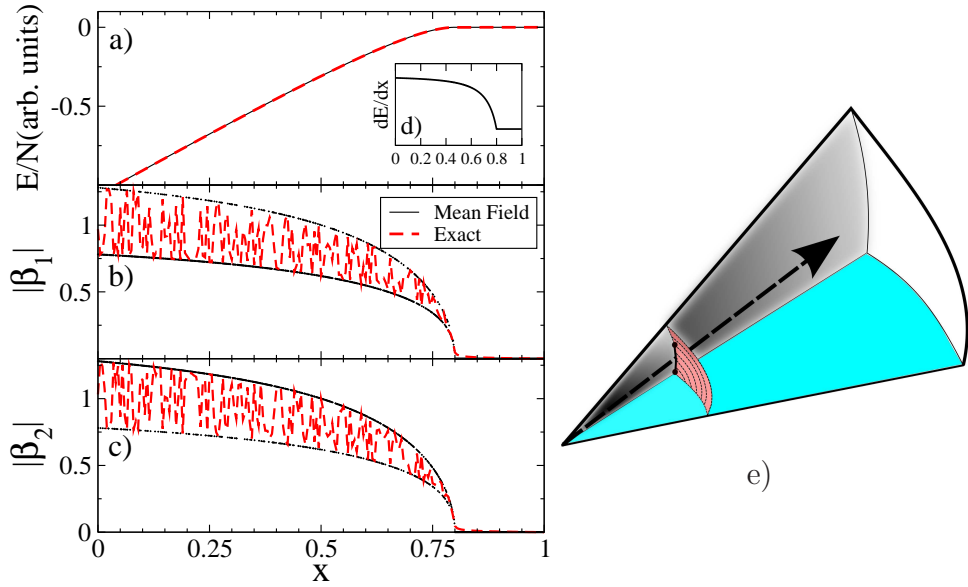 0
-0.5
E/N(arb. units)
a)
dE/dx
d)
0 0.2 0.4 0.6 0.8 1
1
0.5
|β₁|
b)
Mean Field
Exact
1
0.5
0
|β₂|
c)
0 0.25 0.5 0.75 1
x
e)